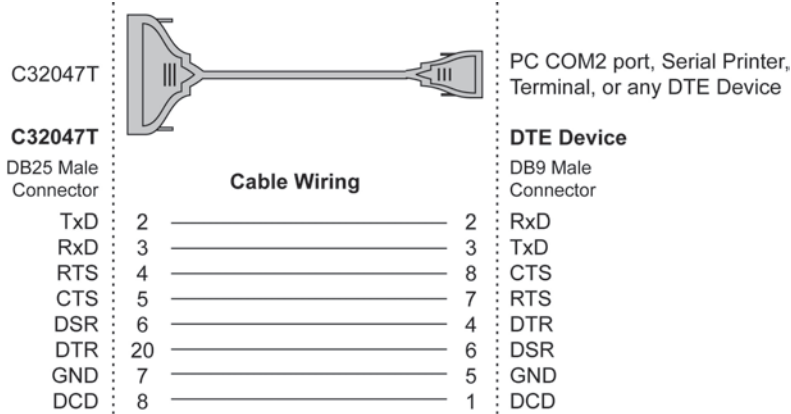 C32047T
PC COM2 port, Serial Printer,
Terminal, or any DTE Device
C32047T
DTE Device
DB25 Male
Connector
Cable Wiring
DB9 Male
Connector
TxD 2 2 RxD
RxD 3 3 TxD
RTS 4 8 CTS
CTS 5 7 RTS
DSR 6 4 DTR
DTR 20 6 DSR
GND 7 5 GND
DCD 8 1 DCD